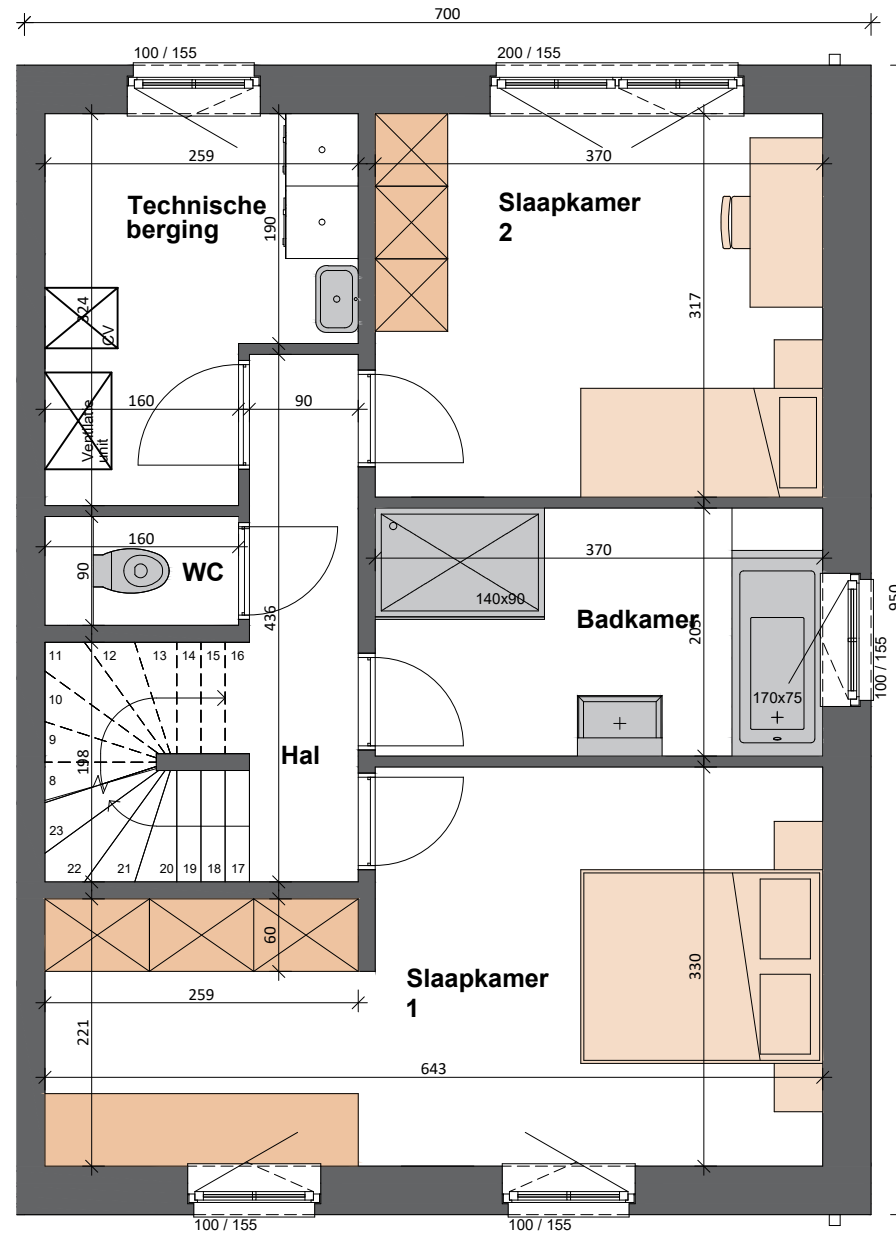 700
100 / 155
200 / 155
259
370
Technische
berging
190
Slaapkamer
2
324
CV
317
160
90
Ventilatie
unit
160
90
WC
436
370
140x90
Badkamer
205
950
100 / 155
170x75
11
12
13
14
15
16
10
9
198
8
Hal
23
22
21
20
19
18
17
60
Slaapkamer
1
330
259
221
643
100 / 155
100 / 155